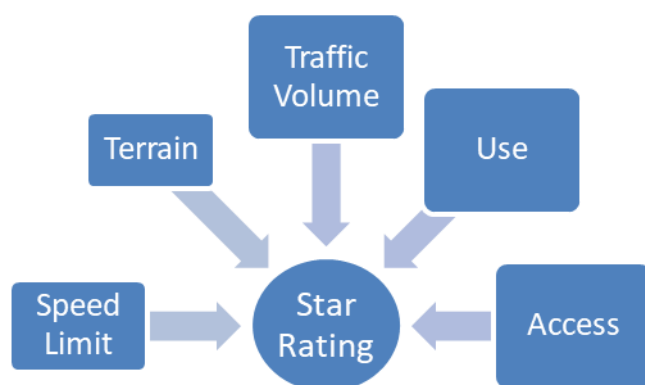 Traffic
Volume
Terrain
Use
Speed
Limit
Star
Rating
Access